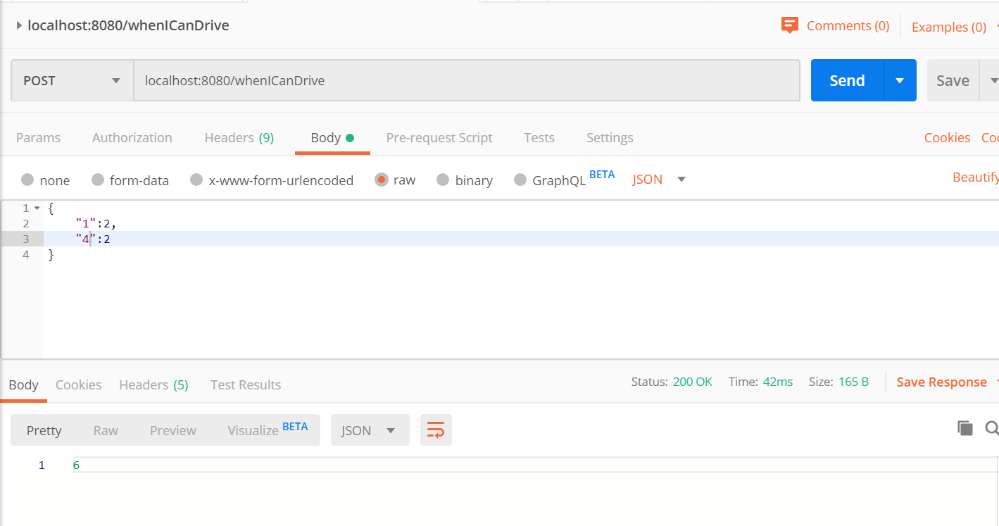 localhost:8080/whenICanDrive
Comments (0) Examples (0)
POST localhost:8080/whenICanDrive Send Save
Params Authorization Headers (9) Body Pre-request Script Tests Settings Cookies
none form-data x-www-form-urlencoded raw binary GraphQL BETA JSON Beautify
1 {
2 "1":2,
3 "4":2
4 }
Body Cookies Headers (5) Test Results Status: 200 OK Time: 42ms Size: 165 B Save Response
Pretty Raw Preview Visualize BETA JSON
1 6